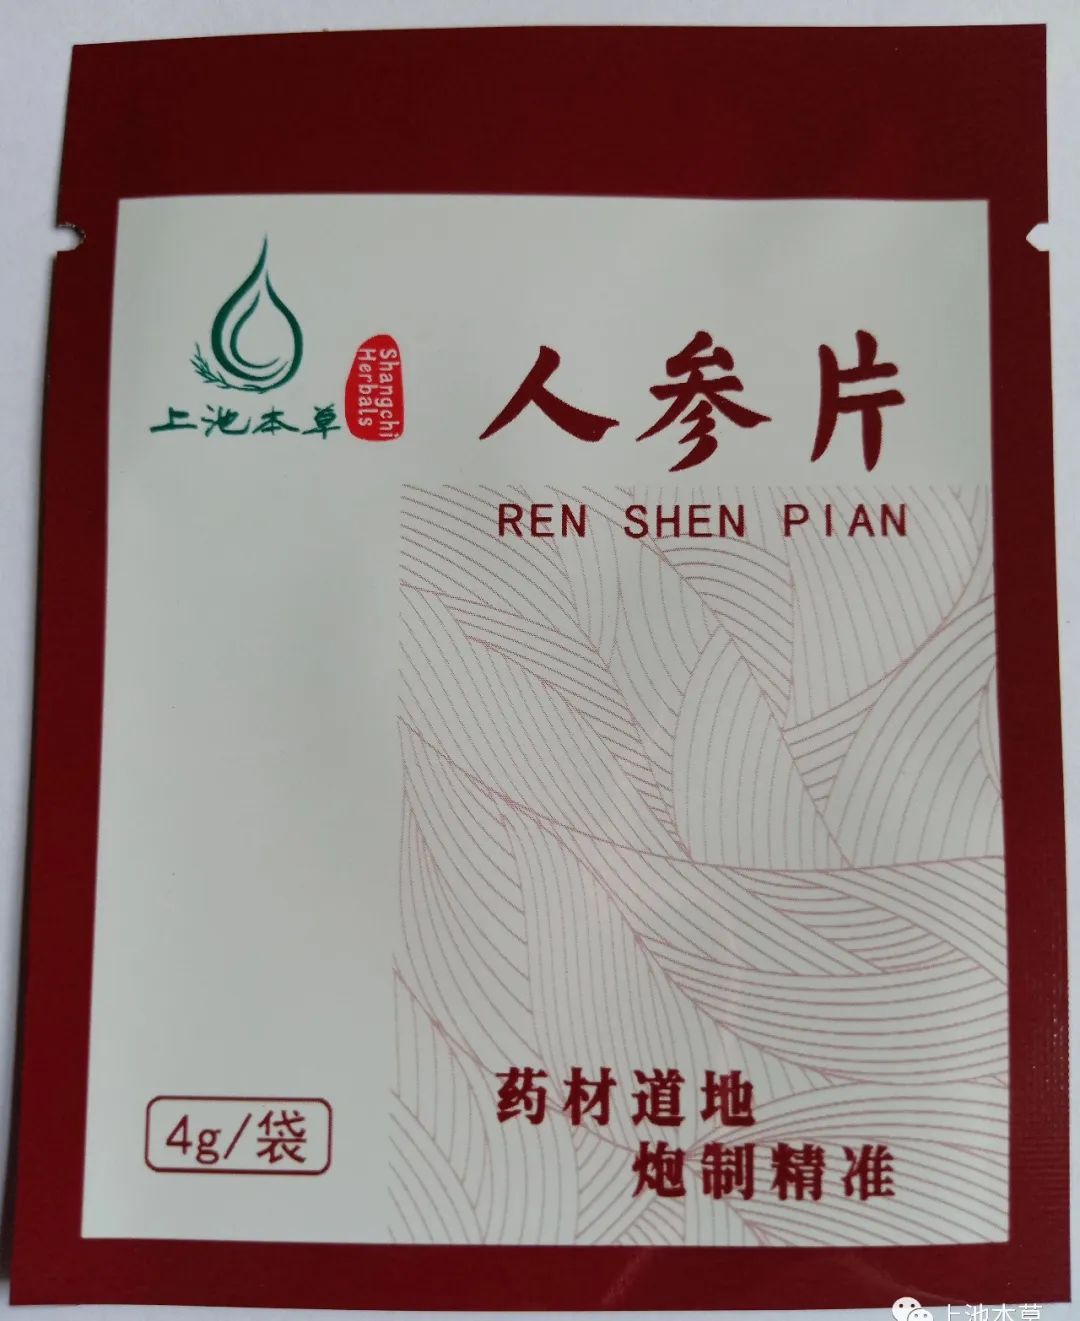 上池本草
Shangchi
Herbals
人参片
REN SHEN PIAN
4g/袋
药材道地
炮制精准
上池本草